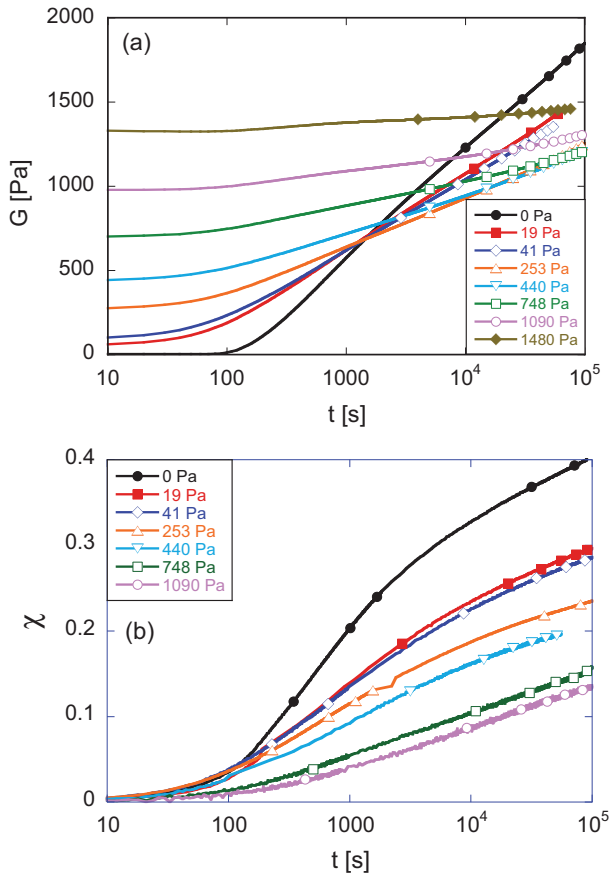 (a)
2000
1500
1000
500
0
G [Pa]
0 Pa
19 Pa
41 Pa
253 Pa
440 Pa
748 Pa
1090 Pa
1480 Pa
10 100 1000 10⁴ 10⁵
t [s]
0.4
0.3
0.2
0.1
0
χ
0 Pa
19 Pa
41 Pa
253 Pa
440 Pa
748 Pa
1090 Pa
(b)
10 100 1000 10⁴ 10⁵
t [s]